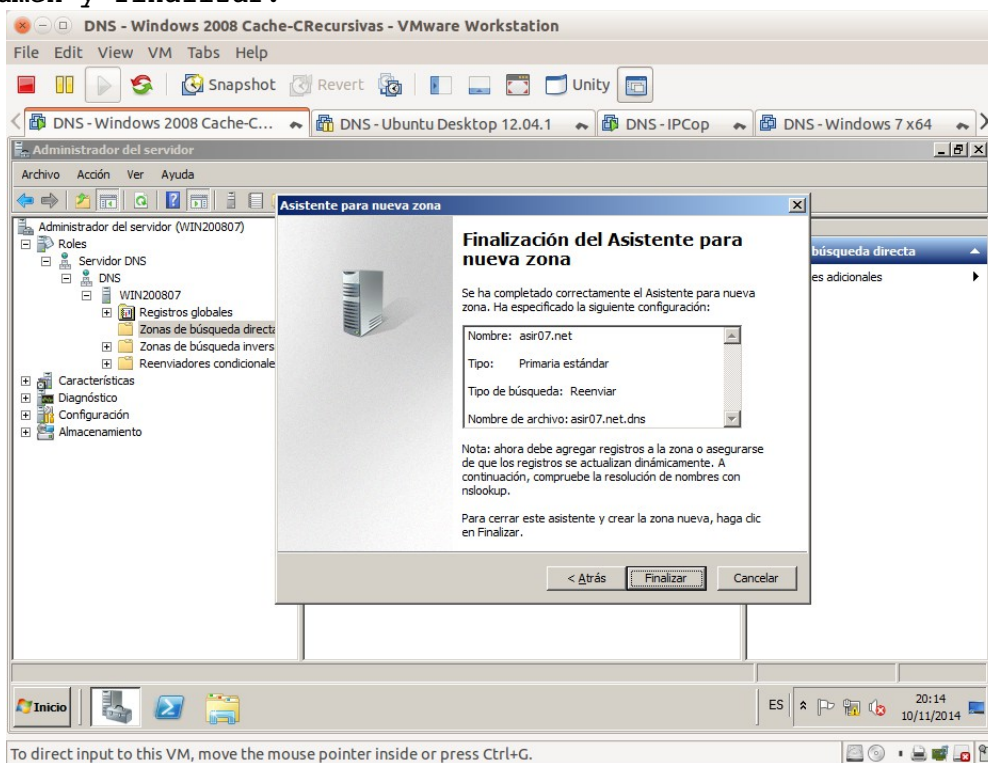 y Finalizar.
DNS - Windows 2008 Cache-CRecursivas - VMware Workstation
File Edit View VM Tabs Help
Snapshot Revert Unity
DNS - Windows 2008 Cache-C... DNS - Ubuntu Desktop 12.04.1 DNS - IPCop DNS - Windows 7 x64
Administrador del servidor
Archivo Acción Ver Ayuda
Administrador del servidor (WIN200807)
Roles
Servidor DNS
DNS
WIN200807
Registros globales
Zonas de búsqueda directa
Zonas de búsqueda invers
Reenviadores condicionale
Características
Diagnóstico
Configuración
Almacenamiento
Asistente para nueva zona
Finalización del Asistente para
nueva zona
Se ha completado correctamente el Asistente para nueva
zona. Ha especificado la siguiente configuración:
Nombre: asir07.net
Tipo: Primaria estándar
Tipo de búsqueda: Reenviar
Nombre de archivo: asir07.net.dns
Nota: ahora debe agregar registros a la zona o asegurarse
de que los registros se actualizan dinámicamente. A
continuación, compruebe la resolución de nombres con
nslookup.
Para cerrar este asistente y crear la zona nueva, haga clic
en Finalizar.
< Atrás Finalizar Cancelar
búsqueda directa
es adicionales
Inicio
ES
20:14
10/11/2014
To direct input to this VM, move the mouse pointer inside or press Ctrl+G.